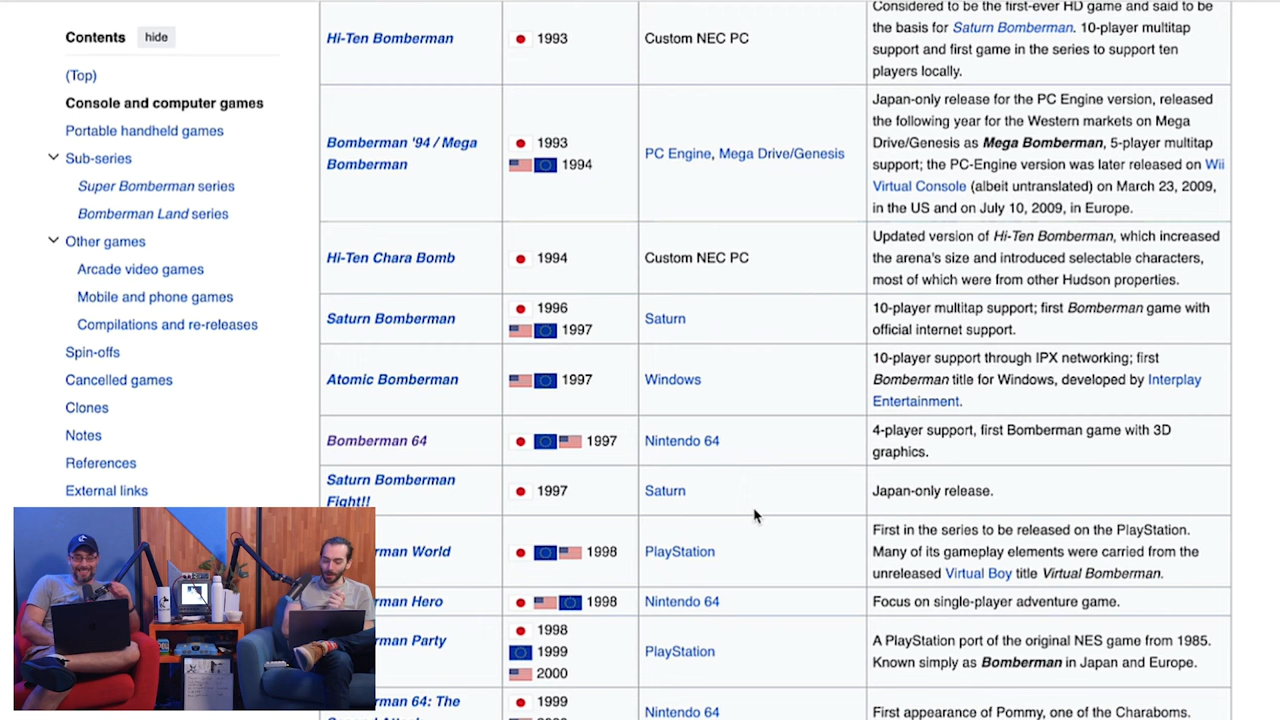 Contents hide
(Top)
Console and computer games
Portable handheld games
Sub-series
Super Bomberman series
Bomberman Land series
Other games
Arcade video games
Mobile and phone games
Compilations and re-releases
Spin-offs
Cancelled games
Clones
Notes
References
External links
Hi-Ten Bomberman
1993
Custom NEC PC
Considered to be the first-ever HD game and said to be
the basis for Saturn Bomberman. 10-player multitap
support and first game in the series to support ten
players locally.
Bomberman '94 / Mega
Bomberman
1993
1994
PC Engine, Mega Drive/Genesis
Japan-only release for the PC Engine version, released
the following year for the Western markets on Mega
Drive/Genesis as Mega Bomberman, 5-player multitap
support; the PC-Engine version was later released on Wii
Virtual Console (albeit untranslated) on March 23, 2009,
in the US and on July 10, 2009, in Europe.
Hi-Ten Chara Bomb
1994
Custom NEC PC
Updated version of Hi-Ten Bomberman, which increased
the arena's size and introduced selectable characters,
most of which were from other Hudson properties.
Saturn Bomberman
1996
1997
Saturn
10-player multitap support; first Bomberman game with
official internet support.
Atomic Bomberman
1997
Windows
10-player support through IPX networking; first
Bomberman title for Windows, developed by Interplay
Entertainment.
Bomberman 64
1997
Nintendo 64
4-player support, first Bomberman game with 3D
graphics.
Saturn Bomberman
Fight!!
1997
Saturn
Japan-only release.
rman World
1998
PlayStation
First in the series to be released on the PlayStation.
Many of its gameplay elements were carried from the
unreleased Virtual Boy title Virtual Bomberman.
rman Hero
1998
Nintendo 64
Focus on single-player adventure game.
rman Party
1998
1999
2000
PlayStation
A PlayStation port of the original NES game from 1985.
Known simply as Bomberman in Japan and Europe.
rman 64: The
1999
Nintendo 64
First appearance of Pommy, one of the Charaboms.